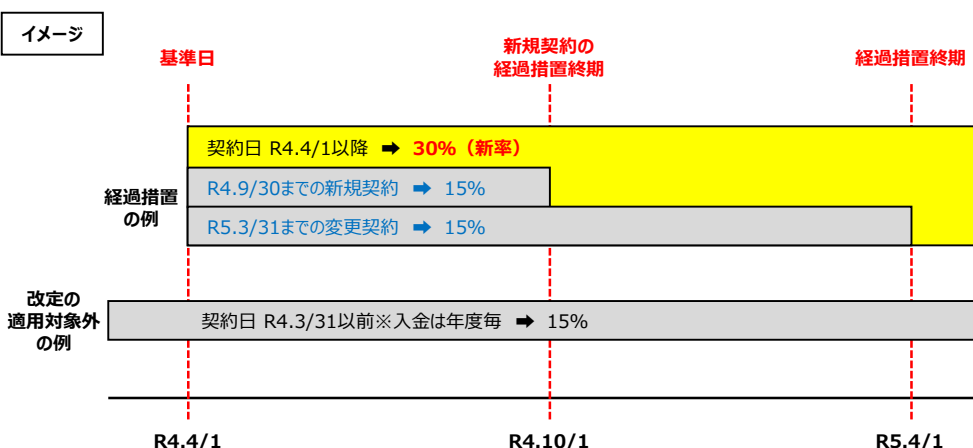 イメージ
基準日
新規契約の
経過措置終期
経過措置終期
契約日 R4.4/1以降 ➡ 30%（新率）
経過措置
の例
R4.9/30までの新規契約 ➡ 15%
R5.3/31までの変更契約 ➡ 15%
改定の
適用対象外
の例
契約日 R4.3/31以前※入金は年度毎 ➡ 15%
R4.4/1
R4.10/1
R5.4/1